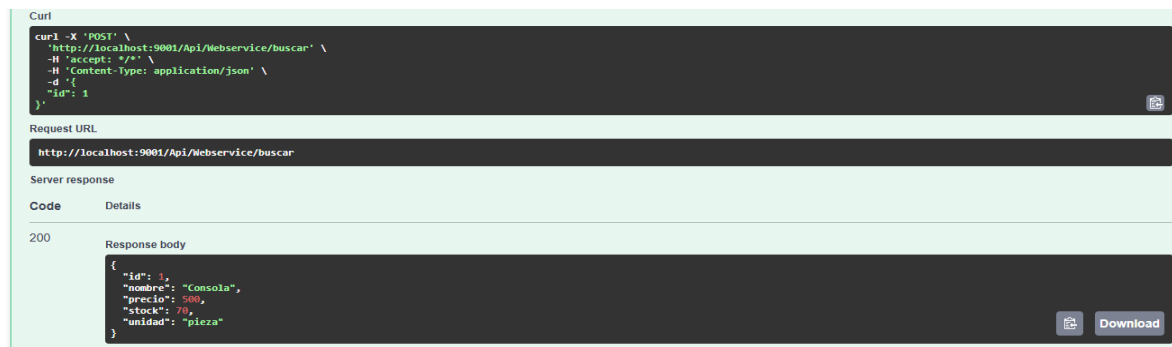 Curl
curl -X 'POST' \
  'http://localhost:9001/Api/Webservice/buscar' \
  -H 'accept: */*' \
  -H 'Content-Type: application/json' \
  -d '{
  "id": 1
}'
Request URL
http://localhost:9001/Api/Webservice/buscar
Server response
Code Details
200
Response body
{
  "id": 1,
  "nombre": "Consola",
  "precio": 500,
  "stock": 70,
  "unidad": "pieza"
}
Download